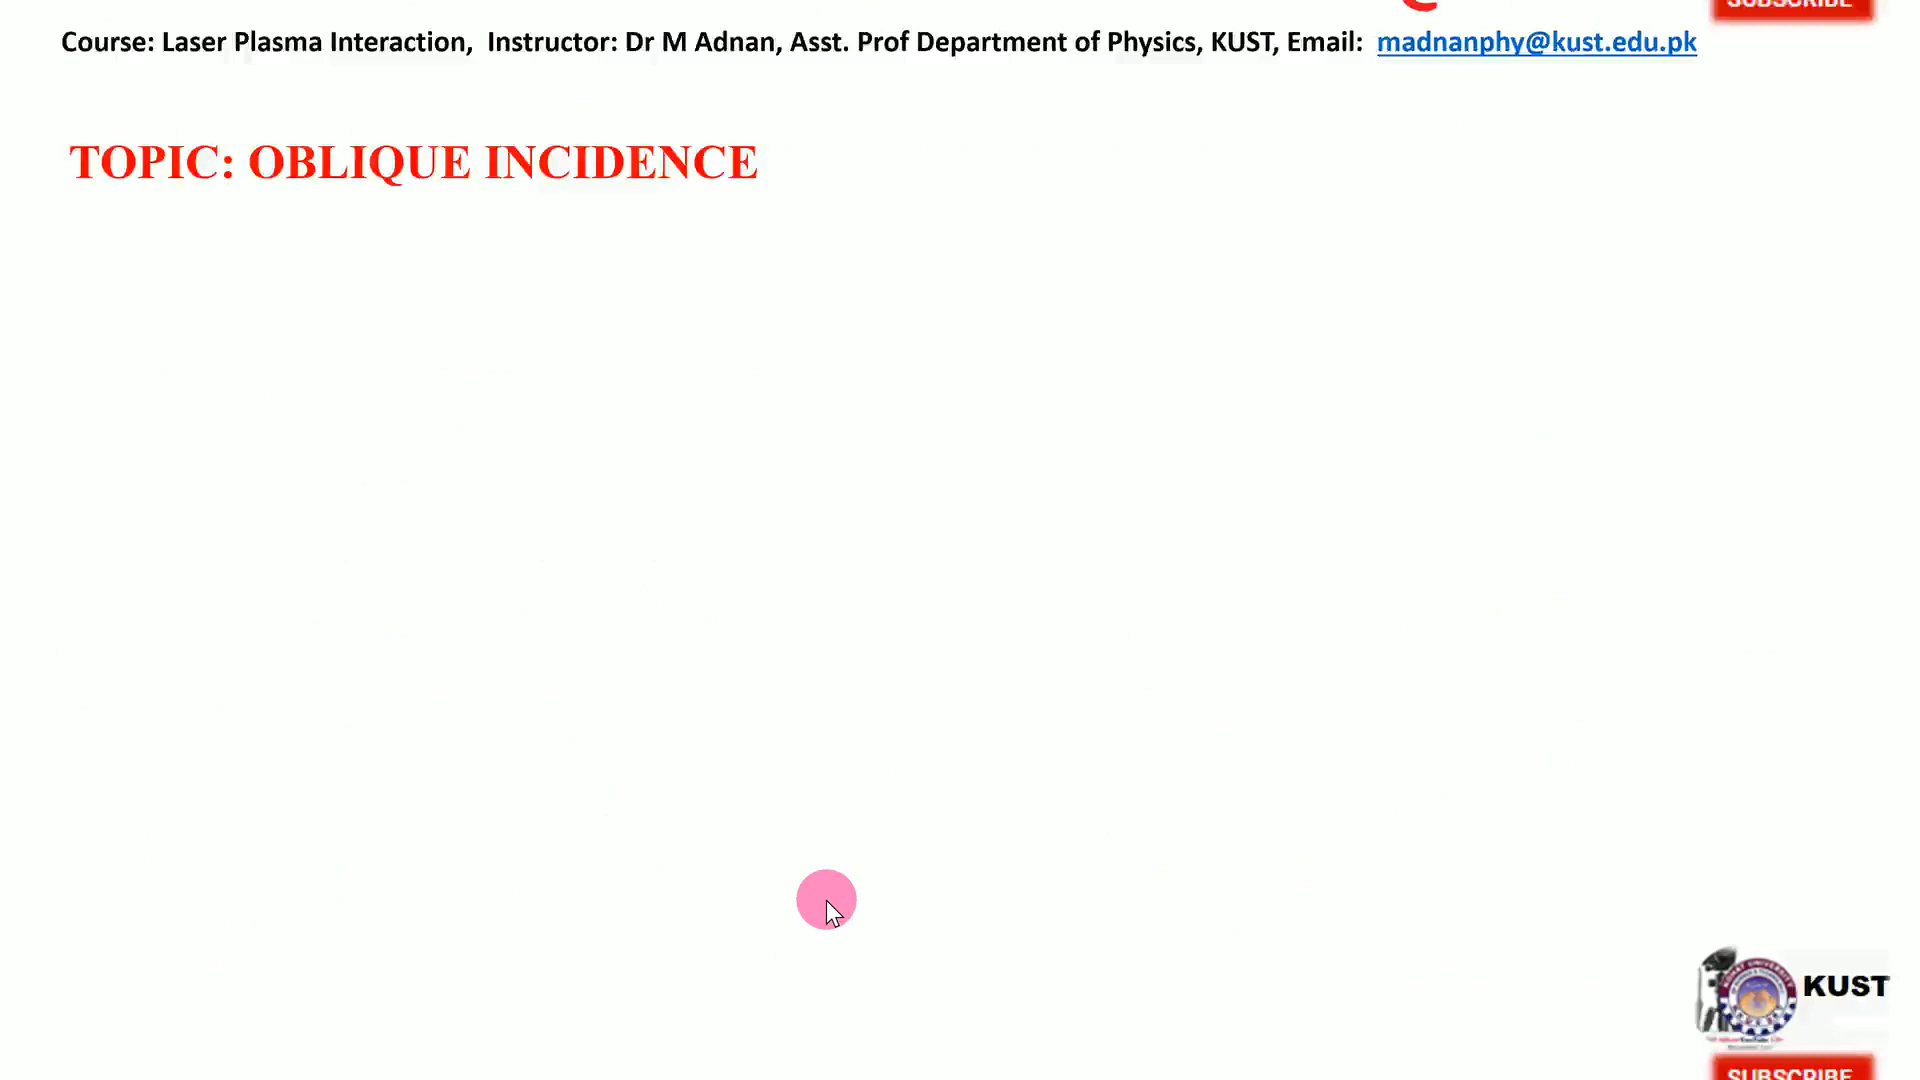 SUBSCRIBE
Course: Laser Plasma Interaction, Instructor: Dr M Adnan, Asst. Prof Department of Physics, KUST, Email: madnanphy@kust.edu.pk
TOPIC: OBLIQUE INCIDENCE
KUST
SUBSCRIBE